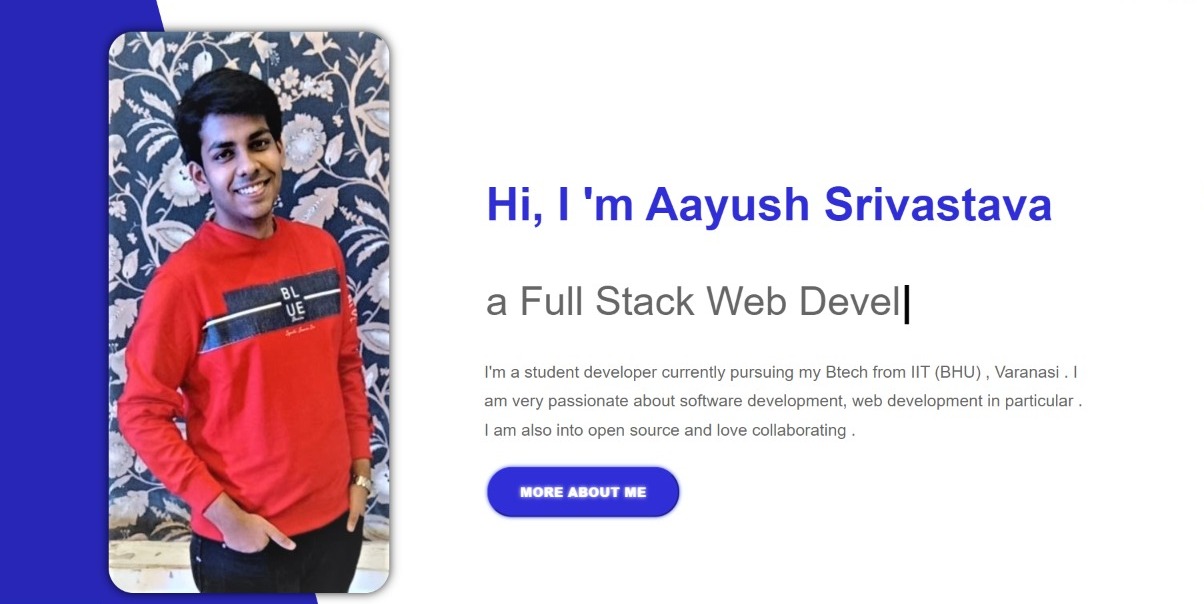 Hi, I 'm Aayush Srivastava
a Full Stack Web Devel
I'm a student developer currently pursuing my Btech from IIT (BHU) , Varanasi . I
am very passionate about software development, web development in particular .
I am also into open source and love collaborating .
MORE ABOUT ME
BL
UE